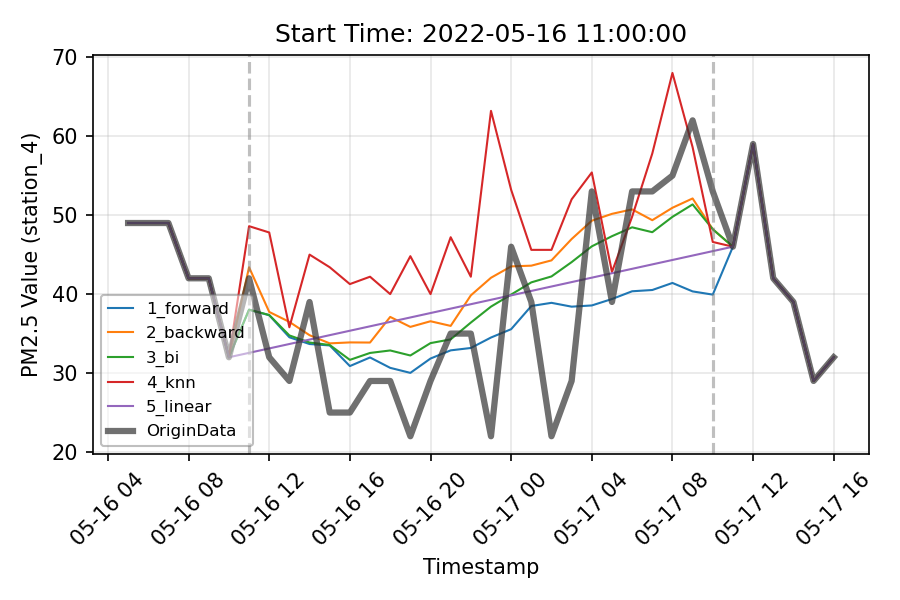 Start Time: 2022-05-16 11:00:00
PM2.5 Value (station_4)
70
60
50
40
30
20
1_forward
2_backward
3_bi
4_knn
5_linear
OriginData
05-16 04
05-16 08
05-16 12
05-16 16
05-16 20
05-17 00
05-17 04
05-17 08
05-17 12
05-17 16
Timestamp